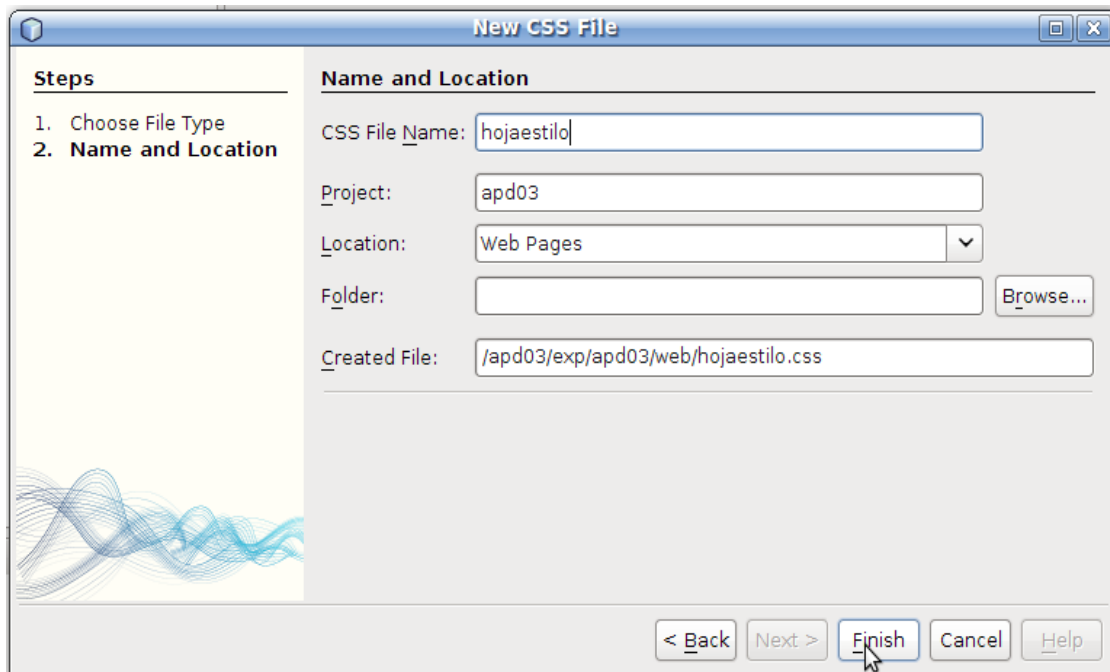 New CSS File
Steps
1. Choose File Type
2. Name and Location
Name and Location
CSS File Name: hojaestilo
Project: apd03
Location: Web Pages
Folder: Browse...
Created File: /apd03/exp/apd03/web/hojaestilo.css
< Back Next > Finish Cancel Help